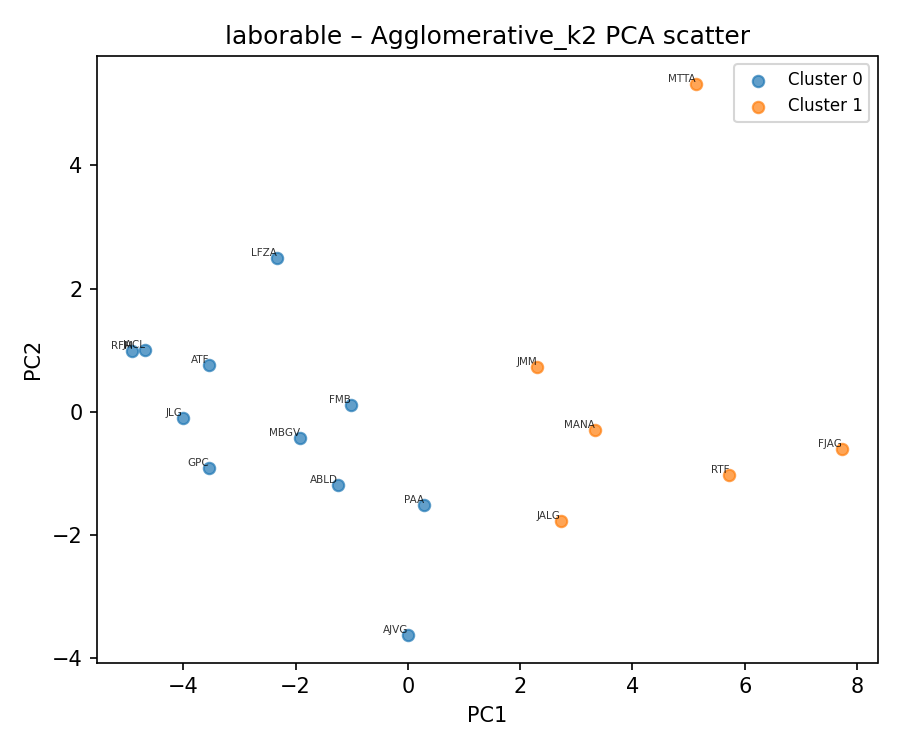 laborable – Agglomerative_k2 PCA scatter
MTTA
Cluster 0
Cluster 1
4
LFZA
2
ATF
JMM
JLG
FMB
0
MANA
MBGV
FJAG
GPC
RTF
ABLD
PAA
JALG
−2
AJVG
−4
−4 −2 0 2 4 6 8
PC1
PC2